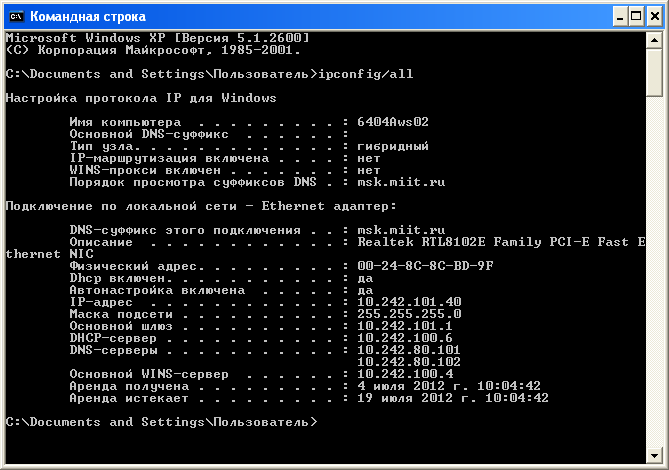 Командная строка
Microsoft Windows XP [Версия 5.1.2600]
(C) Корпорация Майкрософт, 1985-2001.
C:\Documents and Settings\Пользователь>ipconfig/all
Настройка протокола IP для Windows
Имя компьютера . . . . . . . . . : 6404Aws02
Основной DNS-суффикс . . . . . . :
Тип узла. . . . . . . . . . . . . : гибридный
IP-маршрутизация включена . . . . : нет
WINS-прокси включен . . . . . . . : нет
Порядок просмотра суффиксов DNS . : msk.miit.ru
Подключение по локальной сети - Ethernet адаптер:
DNS-суффикс этого подключения . . : msk.miit.ru
Описание . . . . . . . . . . . . : Realtek RTL8102E Family PCI-E Fast E
thernet NIC
Физический адрес. . . . . . . . . : 00-24-8C-8C-BD-9F
Dhcp включен. . . . . . . . . . . : да
Автонастройка включена . . . . . : да
IP-адрес . . . . . . . . . . . . : 10.242.101.40
Маска подсети . . . . . . . . . . : 255.255.255.0
Основной шлюз . . . . . . . . . . : 10.242.101.1
DHCP-сервер . . . . . . . . . . . : 10.242.100.6
DNS-серверы . . . . . . . . . . . : 10.242.80.101
10.242.80.102
Основной WINS-сервер . . . . . . : 10.242.100.4
Аренда получена . . . . . . . . . : 4 июля 2012 г. 10:04:42
Аренда истекает . . . . . . . . . : 19 июля 2012 г. 10:04:42
C:\Documents and Settings\Пользователь>